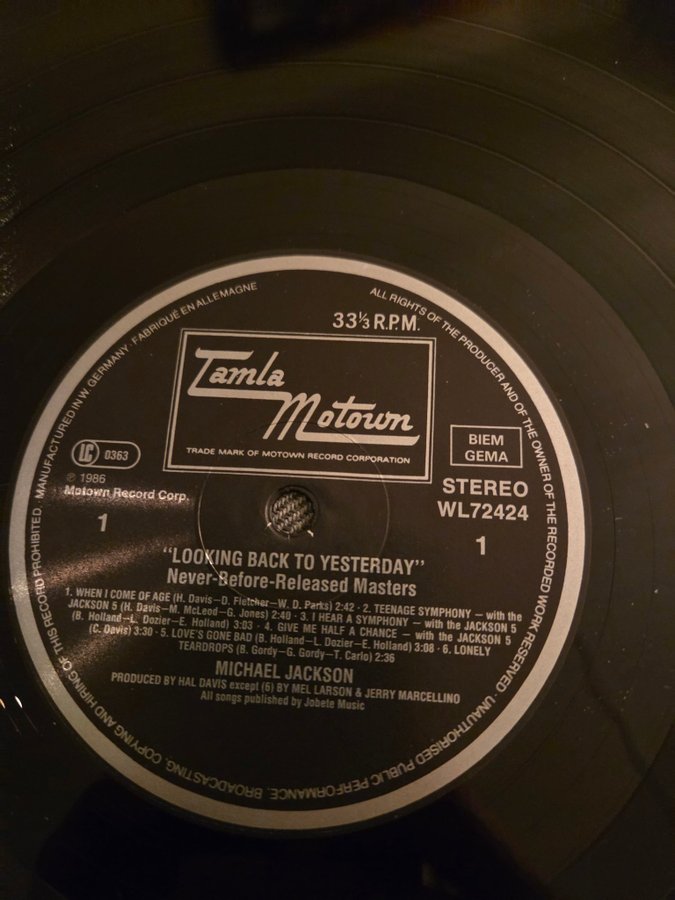 MANUFACTURED IN W. GERMANY · FABRIQUÉ EN ALLEMAGNE
ALL RIGHTS OF THE PRODUCER AND OF THE OWNER OF THE RECORDED WORK RESERVED · UNAUTHORISED PUBLIC PERFORMANCE, BROADCASTING, COPYING AND HIRING OF THIS RECORD PROHIBITED.
33⅓ R.P.M.
Tamla
Motown
TRADE MARK OF MOTOWN RECORD CORPORATION
LC 0363
BIEM
GEMA
℗ 1986
Motown Record Corp.
1
STEREO
WL72424
1
"LOOKING BACK TO YESTERDAY"
Never-Before-Released Masters
1. WHEN I COME OF AGE (H. Davis–D. Fletcher–W. D. Parks) 2:42 · 2. TEENAGE SYMPHONY – with the
JACKSON 5 (H. Davis–M. McLeod–G. Jones) 2:40 · 3. I HEAR A SYMPHONY – with the JACKSON 5
(B. Holland–L. Dozier–E. Holland) 3:03 · 4. GIVE ME HALF A CHANCE – with the JACKSON 5
(C. Davis) 3:30 · 5. LOVE'S GONE BAD (B. Holland–L. Dozier–E. Holland) 3:08 · 6. LONELY
TEARDROPS (B. Gordy–G. Gordy–T. Carlo) 2:36
MICHAEL JACKSON
PRODUCED BY HAL DAVIS except (6) BY MEL LARSON & JERRY MARCELLINO
All songs published by Jobete Music